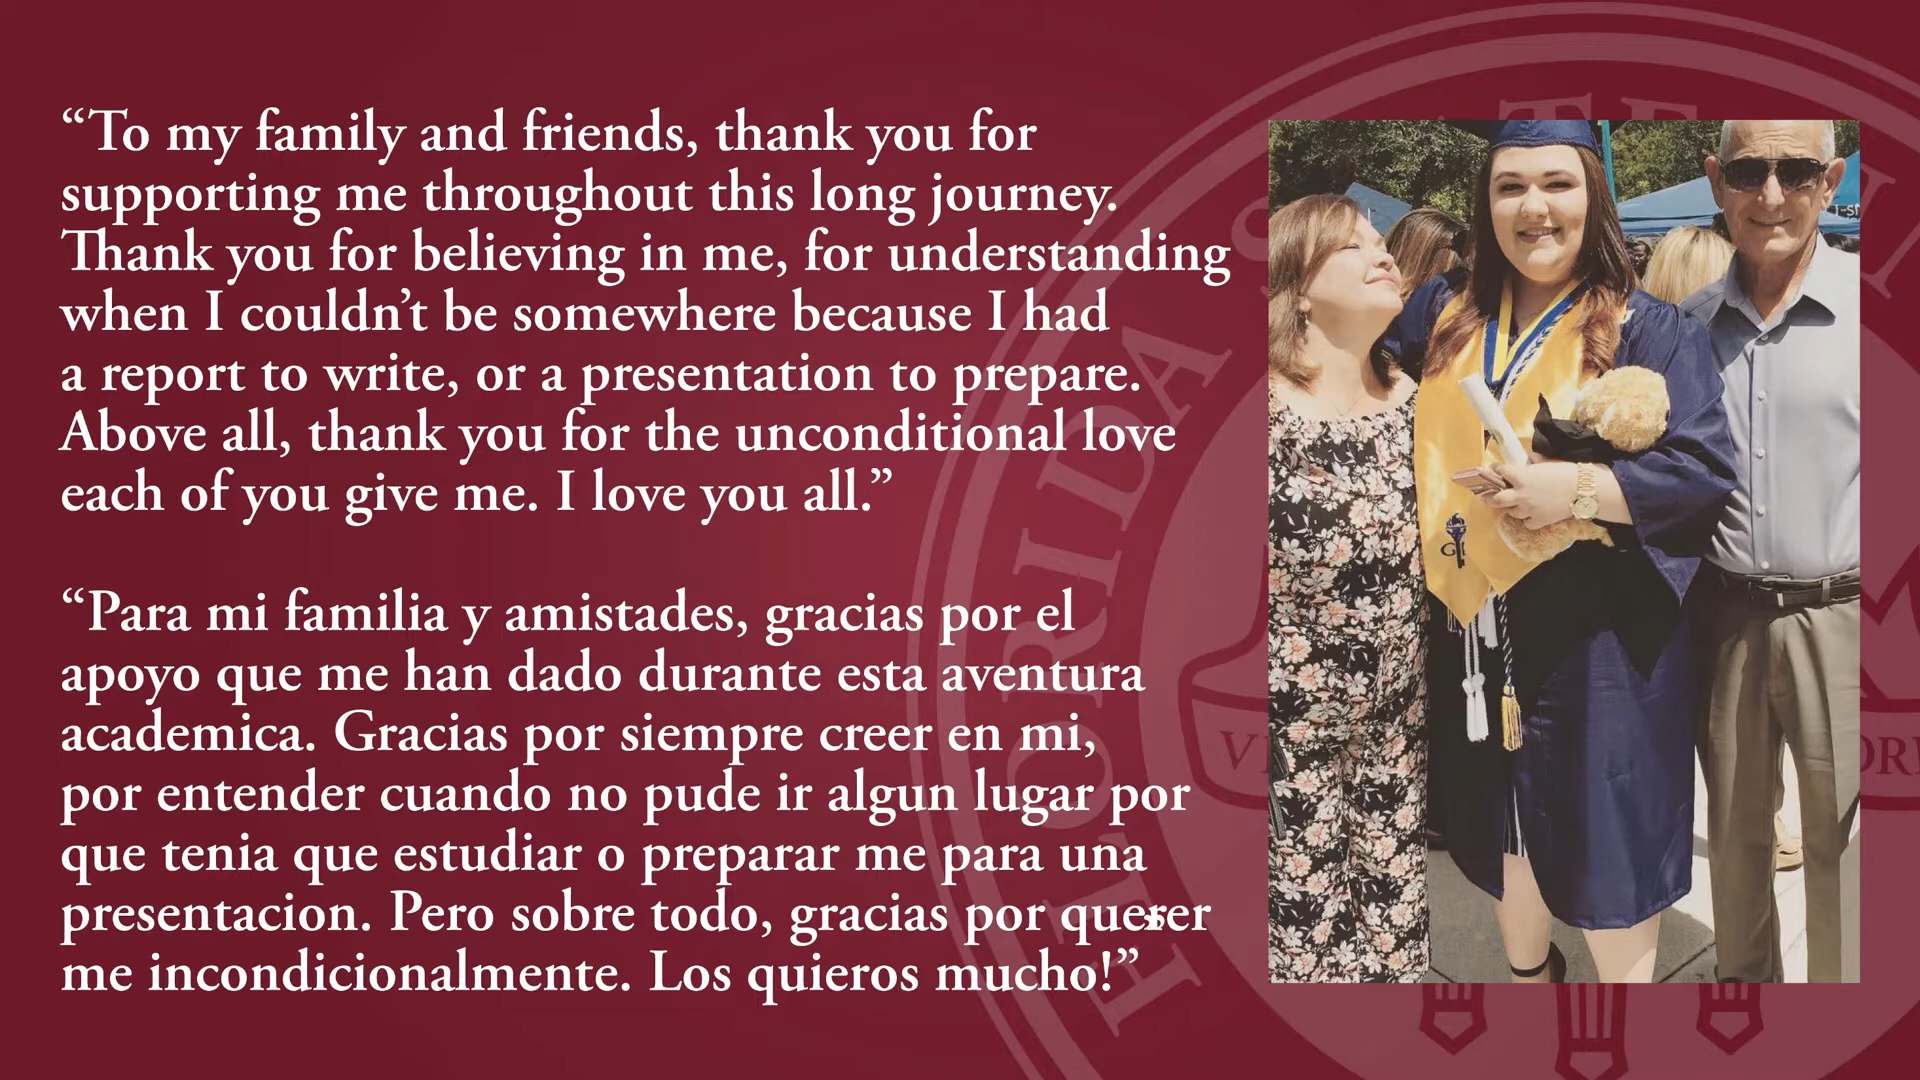 “To my family and friends, thank you for
supporting me throughout this long journey.
Thank you for believing in me, for understanding
when I couldn’t be somewhere because I had
a report to write, or a presentation to prepare.
Above all, thank you for the unconditional love
each of you give me. I love you all.”
“Para mi familia y amistades, gracias por el
apoyo que me han dado durante esta aventura
academica. Gracias por siempre creer en mi,
por entender cuando no pude ir algun lugar por
que tenia que estudiar o preparar me para una
presentacion. Pero sobre todo, gracias por querer
me incondicionalmente. Los quieros mucho!”
FLORIDA